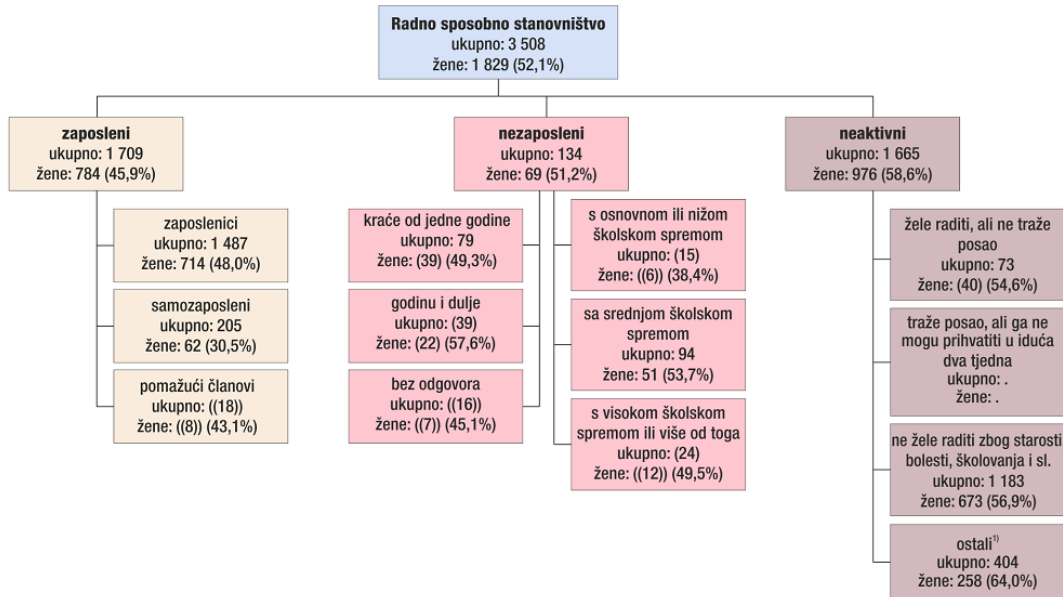 Radno sposobno stanovništvo
ukupno: 3 508
žene: 1 829 (52,1%)
zaposleni
ukupno: 1 709
žene: 784 (45,9%)
zaposlenici
ukupno: 1 487
žene: 714 (48,0%)
samozaposleni
ukupno: 205
žene: 62 (30,5%)
pomažući članovi
ukupno: ((18))
žene: ((8)) (43,1%)
nezaposleni
ukupno: 134
žene: 69 (51,2%)
kraće od jedne godine
ukupno: 79
žene: (39) (49,3%)
godinu i dulje
ukupno: (39)
žene: (22) (57,6%)
bez odgovora
ukupno: ((16))
žene: ((7)) (45,1%)
s osnovnom ili nižom
školskom spremom
ukupno: (15)
žene: ((6)) (38,4%)
sa srednjom školskom
spremom
ukupno: 94
žene: 51 (53,7%)
s visokom školskom
spremom ili više od toga
ukupno: (24)
žene: ((12)) (49,5%)
neaktivni
ukupno: 1 665
žene: 976 (58,6%)
žele raditi, ali ne traže
posao
ukupno: 73
žene: (40) (54,6%)
traže posao, ali ga ne
mogu prihvatiti u iduća
dva tjedna
ukupno: .
žene: .
ne žele raditi zbog starosti,
bolesti, školovanja i sl.
ukupno: 1 183
žene: 673 (56,9%)
ostali¹⁾
ukupno: 404
žene: 258 (64,0%)